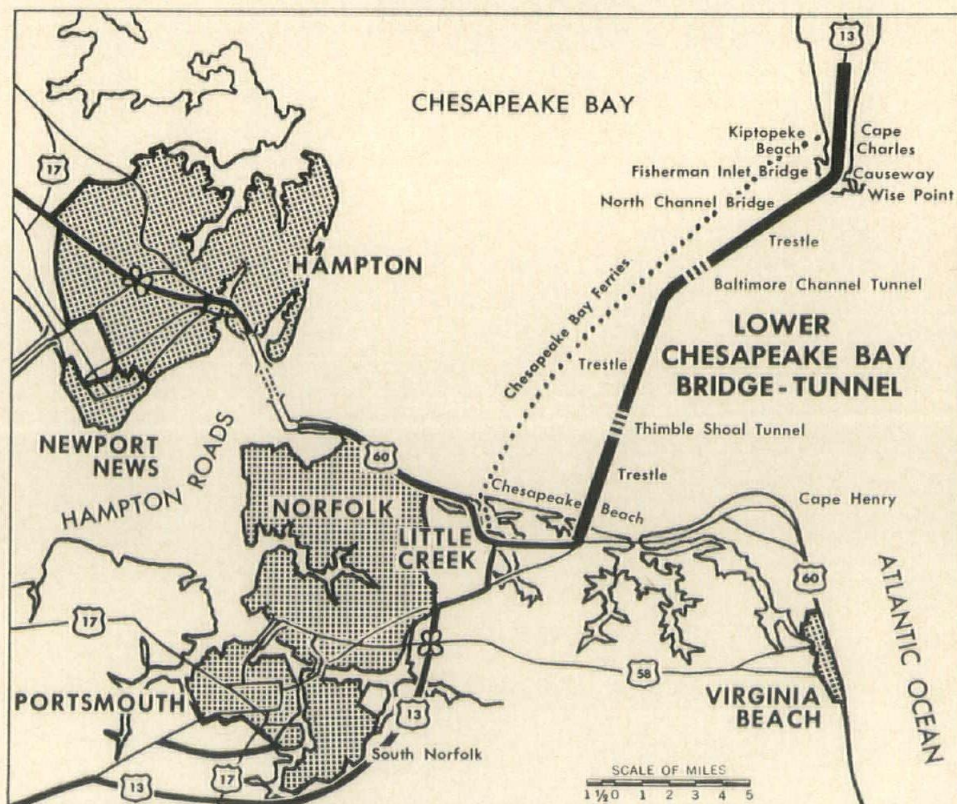 13
CHESAPEAKE BAY
Kiptopeke
Beach
Cape
Charles
17
Fisherman Inlet Bridge
Causeway
Wise Point
North Channel Bridge
Trestle
HAMPTON
Baltimore Channel Tunnel
Chesapeake Bay Ferries
LOWER
CHESAPEAKE BAY
BRIDGE-TUNNEL
Trestle
Thimble Shoal Tunnel
NEWPORT
NEWS
60
Trestle
HAMPTON ROADS
NORFOLK
Chesapeake Beach
Cape Henry
LITTLE
CREEK
ATLANTIC OCEAN
60
17
58
PORTSMOUTH
VIRGINIA
BEACH
13
South Norfolk
17
13
SCALE OF MILES
1 ½ 0 1 2 3 4 5